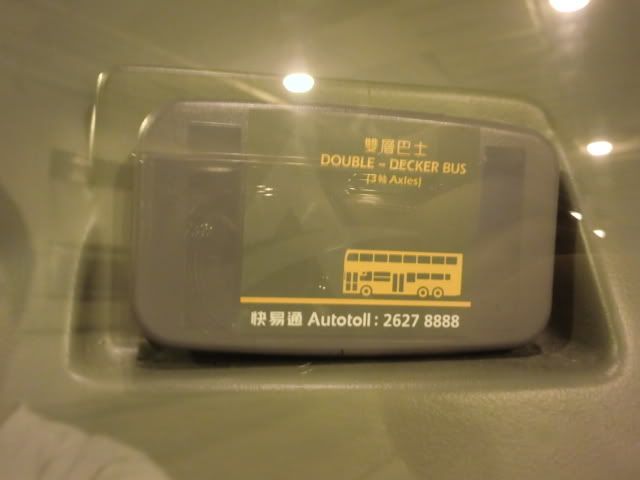 雙層巴士
DOUBLE - DECKER BUS
(3 軸 Axles)
快易通 Autotoll : 2627 8888